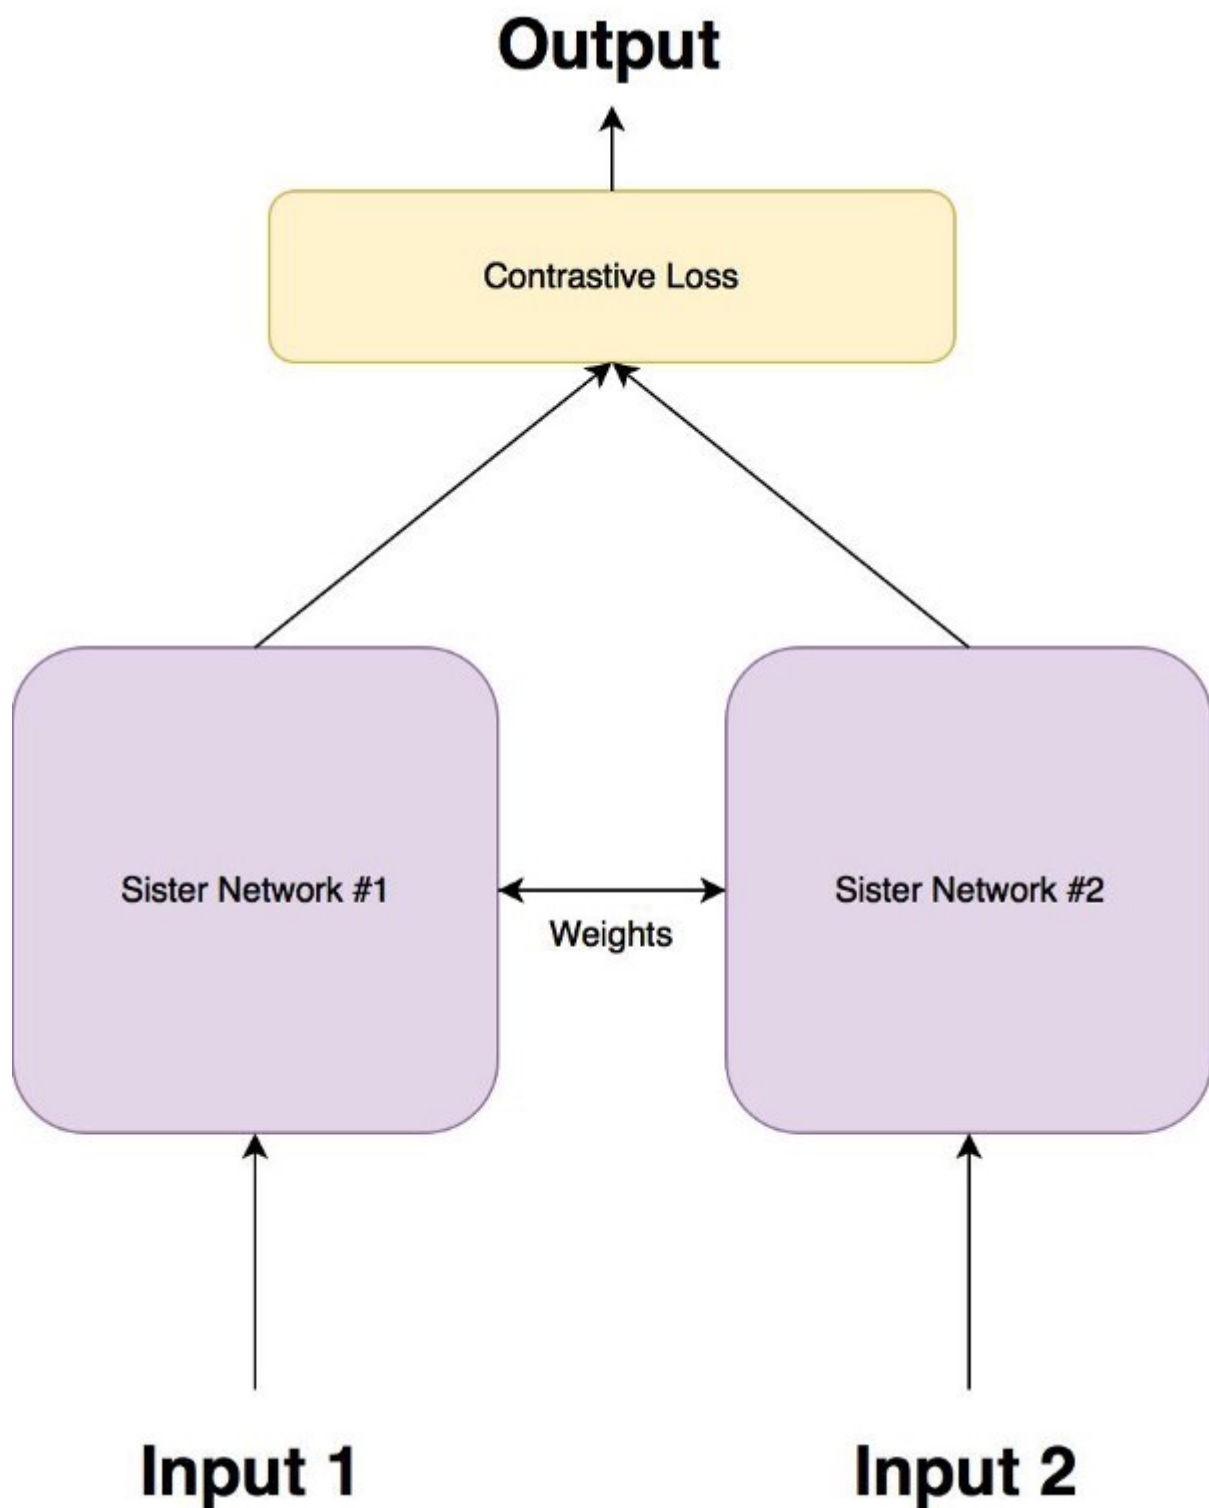 Output
Contrastive Loss
Sister Network #1
Sister Network #2
Weights
Input 1
Input 2